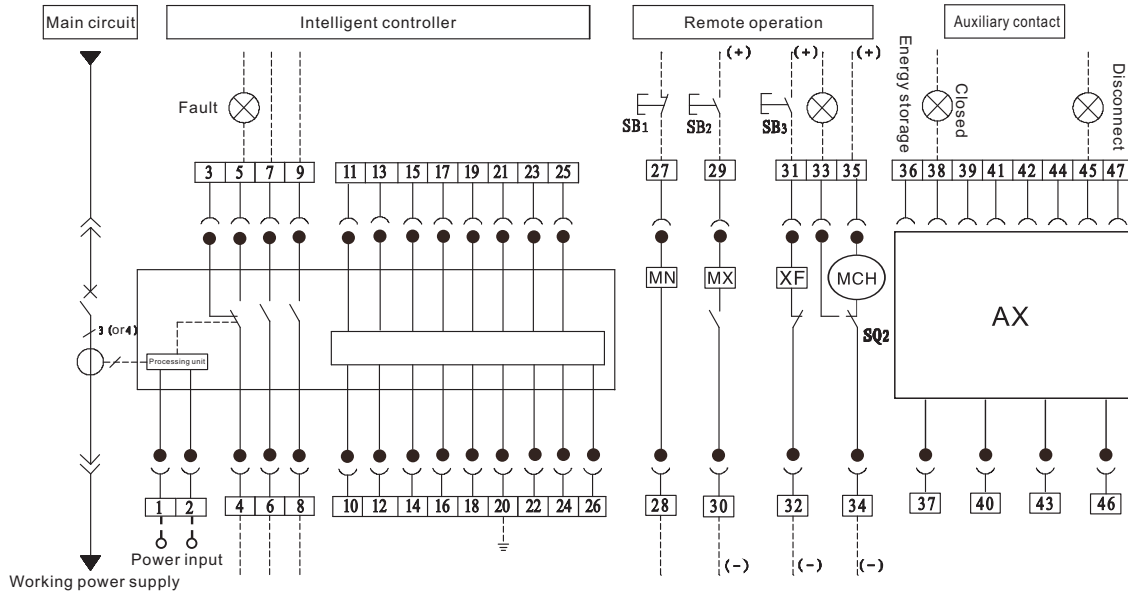 Main circuit
Intelligent controller
Remote operation
Auxiliary contact
(+) (+) (+)
Fault
SB1 SB2 SB3
Energy storage
Closed
Disconnect
3 5 7 9
11 13 15 17 19 21 23 25
27 29 31 33 35
36 38 39 41 42 44 45 47
MN MX XF MCH
3 (or4)
Processing unit
SQ2
AX
1 2 4 6 8
10 12 14 16 18 20 22 24 26
28 30 32 34
37 40 43 46
Power input
(-) (-) (-)
Working power supply